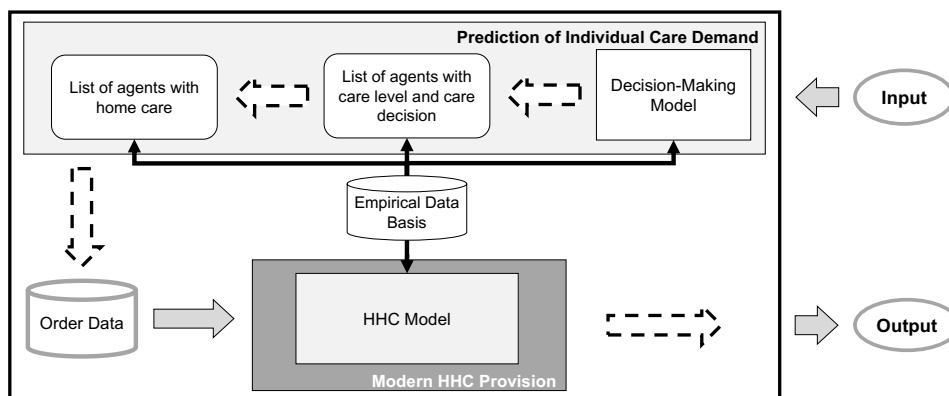 Prediction of Individual Care Demand
List of agents with
home care
List of agents with
care level and care
decision
Decision-Making
Model
Input
Empirical Data
Basis
Order Data
HHC Model
Modern HHC Provision
Output